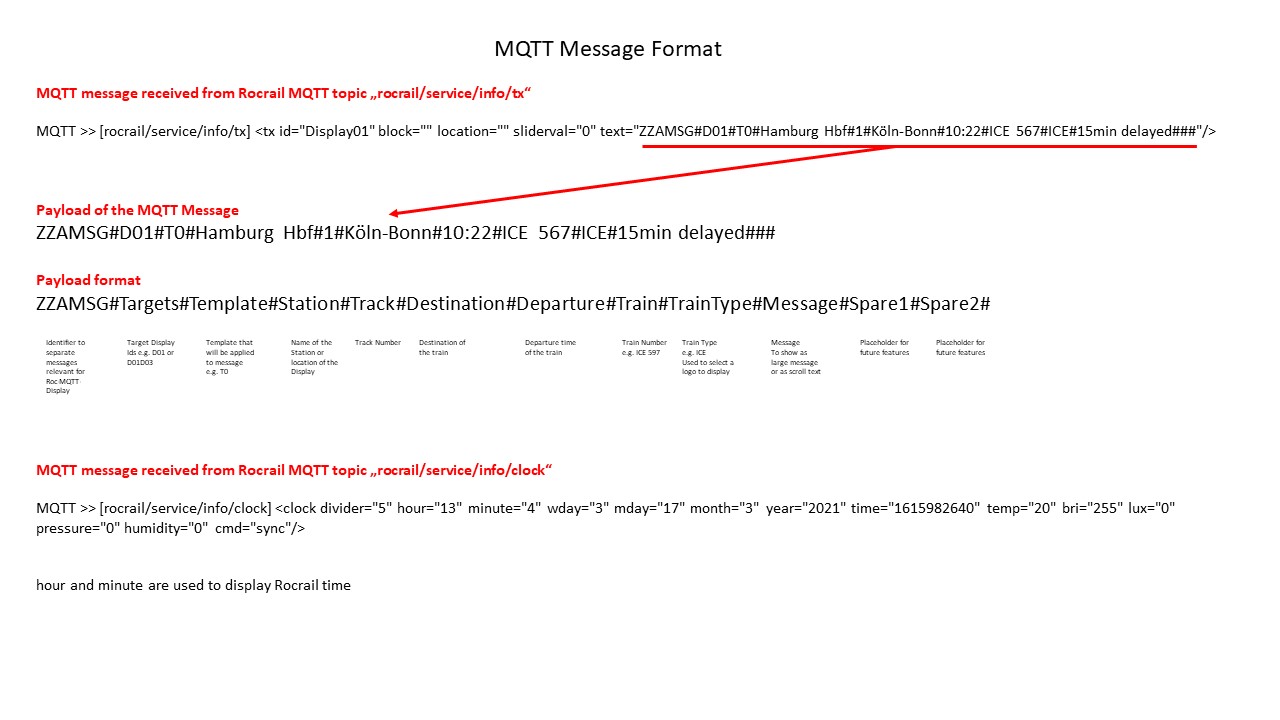 MQTT Message Format
MQTT message received from Rocrail MQTT topic „rocrail/service/info/tx“
MQTT >> [rocrail/service/info/tx] <tx id="Display01" block="" location="" sliderval="0" text="ZZAMSG#D01#T0#Hamburg Hbf#1#Köln-Bonn#10:22#ICE 567#ICE#15min delayed###"/>
Payload of the MQTT Message
ZZAMSG#D01#T0#Hamburg Hbf#1#Köln-Bonn#10:22#ICE 567#ICE#15min delayed###
Payload format
ZZAMSG#Targets#Template#Station#Track#Destination#Departure#Train#TrainType#Message#Spare1#Spare2#
Identifier to
separate
messages
relevant for
Roc-MQTT-
Display
Target Display
Ids e.g. D01 or
D01D03
Template that
will be applied
to message
e.g. T0
Name of the
Station or
location of the
Display
Track Number
Destination of
the train
Departure time
of the train
Train Number
e.g. ICE 597
Train Type
e.g. ICE
Used to select a
logo to display
Message
To show as
large message
or as scroll text
Placeholder for
future features
Placeholder for
future features
MQTT message received from Rocrail MQTT topic „rocrail/service/info/clock“
MQTT >> [rocrail/service/info/clock] <clock divider="5" hour="13" minute="4" wday="3" mday="17" month="3" year="2021" time="1615982640" temp="20" bri="255" lux="0"
pressure="0" humidity="0" cmd="sync"/>
hour and minute are used to display Rocrail time